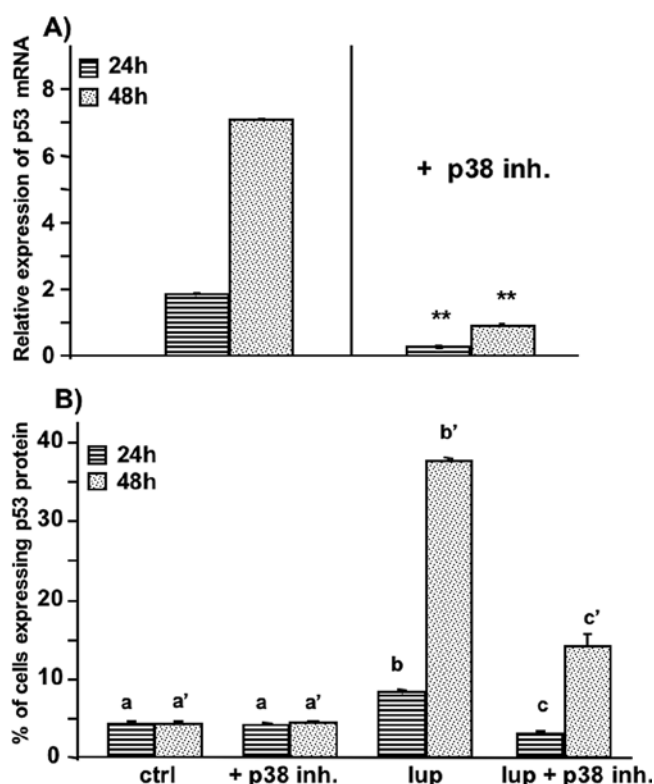 A)
Relative expression of p53 mRNA
24h
48h
8
6
4
2
0
+ p38 inh.
**
**
B)
% of cells expressing p53 protein
24h
48h
40
30
20
10
0
a
a'
a
a'
b
b'
c
c'
ctrl
+ p38 inh.
lup
lup + p38 inh.